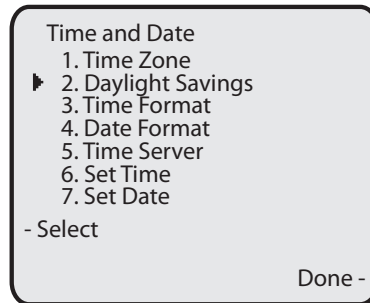 Time and Date
1. Time Zone
2. Daylight Savings
3. Time Format
4. Date Format
5. Time Server
6. Set Time
7. Set Date
- Select
Done -